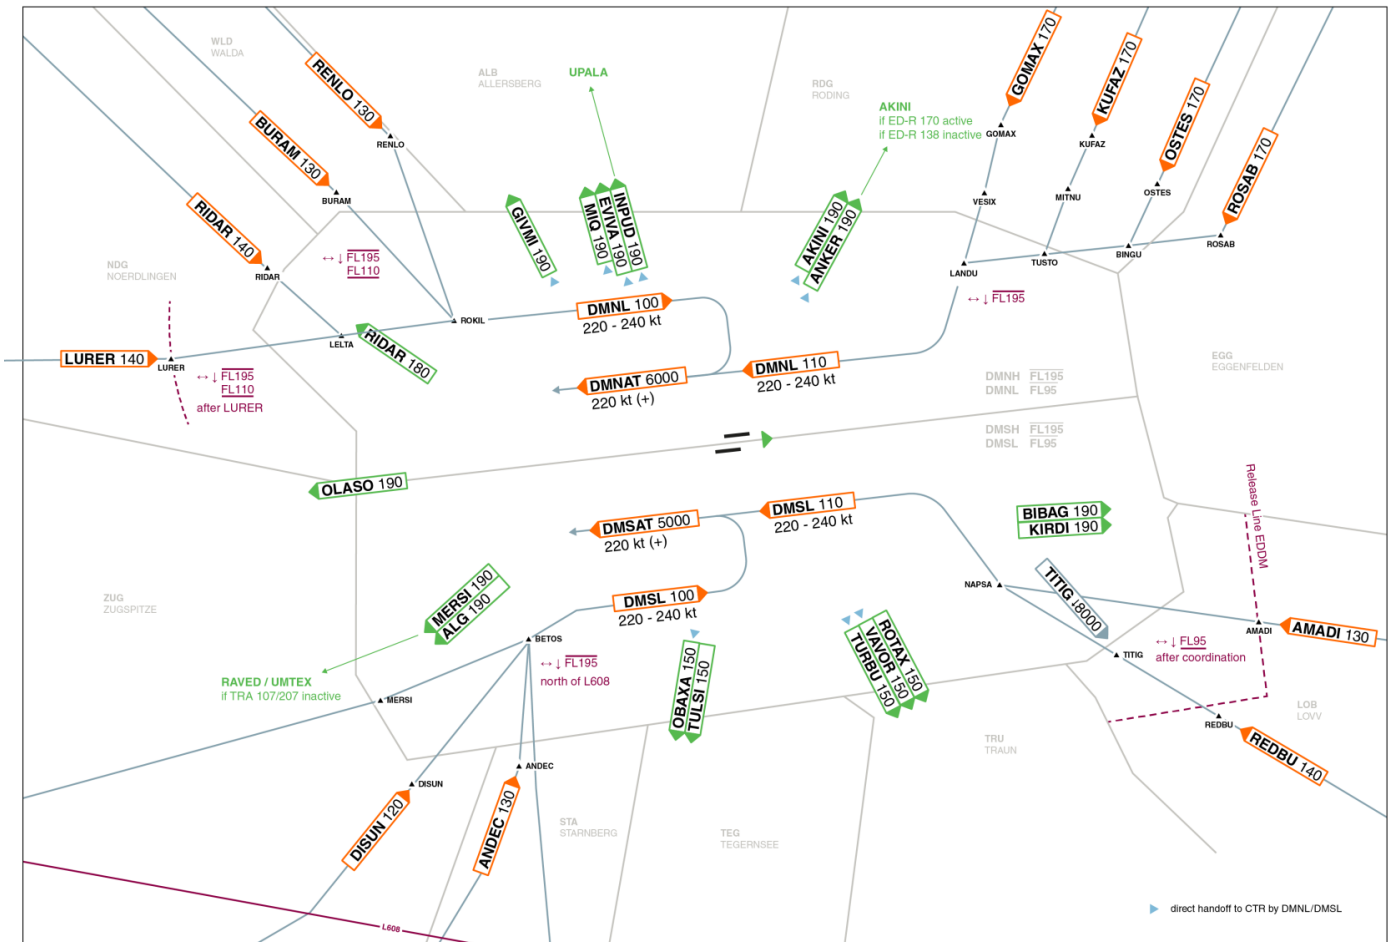 WLD
WALDA
ALB
ALLERSBERG
UPALA
RDG
RODING
AKINI
if ED-R 170 active
if ED-R 138 inactive
GOMAX 170
KUFAZ 170
OSTES 170
ROSAB 170
RENLO 130
BURAM 130
RIDAR 140
RENLO
BURAM
RIDAR
GOMAX
KUFAZ
OSTES
ROSAB
VESIX
MITNU
BINGU
TUSTO
LANDU
NDG
NOERDLINGEN
↔↓FL195
FL110
GIVMI 190
MIQ 190
EVIVA 190
INPUD 190
AKINI 190
ANKER 190
↔↓FL195
ROKIL
LELTA
RIDAR 180
DMNL 100
220 - 240 kt
LURER 140
LURER
↔↓FL195
FL110
after LURER
DMNAT 6000
220 kt (+)
DMNL 110
220 - 240 kt
DMNH FL195
DMNL FL95
EGG
EGGENFELDEN
DMSH FL195
DMSL FL95
OLASO 190
DMSAT 5000
220 kt (+)
DMSL 110
220 - 240 kt
BIBAG 190
KIRDI 190
Release Line EDDM
ZUG
ZUGSPITZE
MERSI 190
ALG 190
DMSL 100
220 - 240 kt
NAPSA
TITIG ↓8000
AMADI
AMADI 130
BETOS
↔↓FL195
north of L608
TITIG
↔↓FL95
after coordination
RAVED / UMTEX
if TRA 107/207 inactive
MERSI
OBAXA 150
TULSI 150
TURBU 150
VAVOR 150
ROTAX 150
LOB
LOVV
REDBU
REDBU 140
TRU
TRAUN
DISUN
ANDEC
DISUN 120
ANDEC 130
STA
STARNBERG
TEG
TEGERNSEE
L608
direct handoff to CTR by DMNL/DMSL